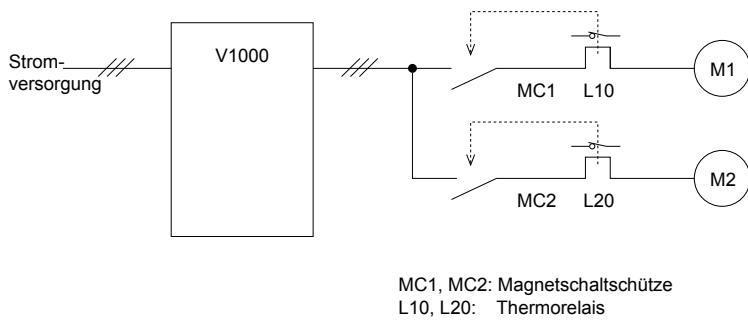 Strom-
versorgung
V1000
MC1 L10
M1
MC2 L20
M2
MC1, MC2: Magnetschaltschütze
L10, L20: Thermorelais